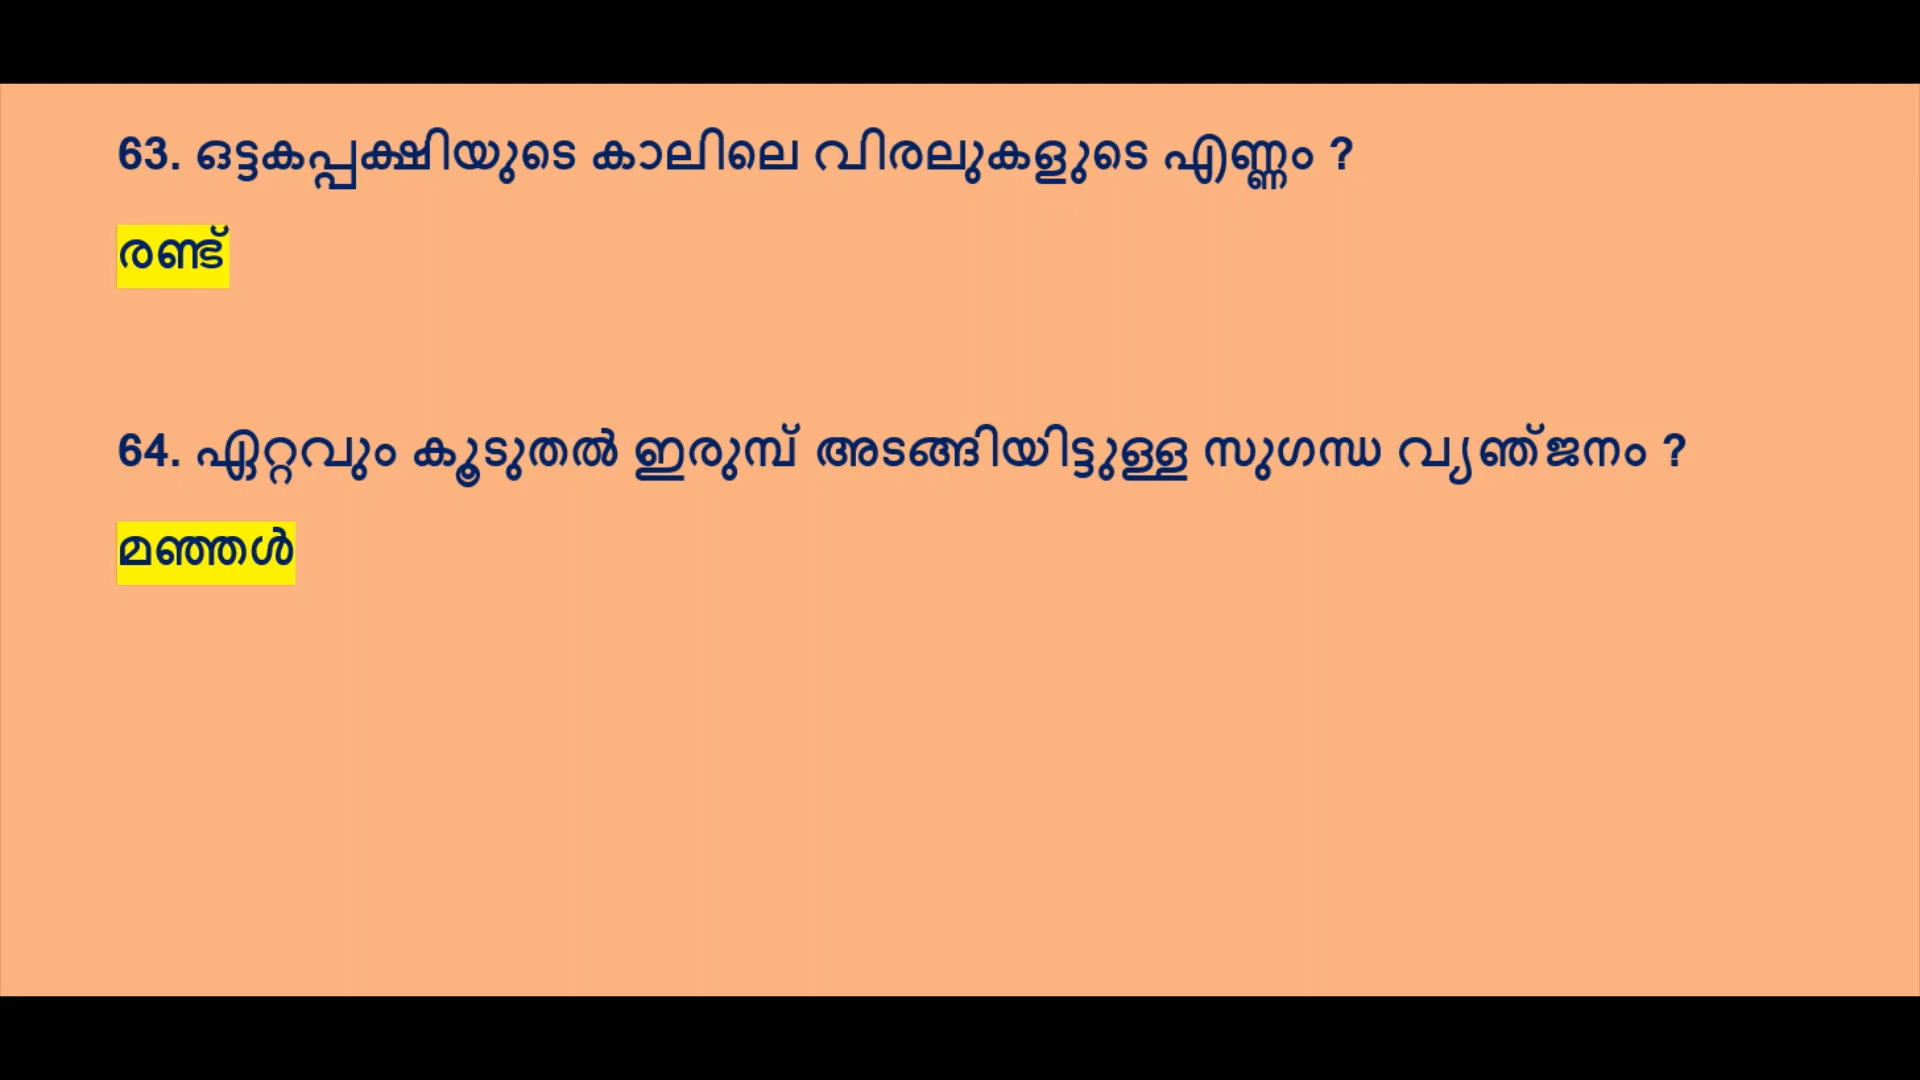 63. ഒട്ടകപ്പക്ഷിയുടെ കാലിലെ വിരലുകളുടെ എണ്ണം ?
രണ്ട്
64. ഏറ്റവും കൂടുതൽ ഇരുമ്പ് അടങ്ങിയിട്ടുള്ള സുഗന്ധ വ്യഞ്ജനം ?
മഞ്ഞൾ